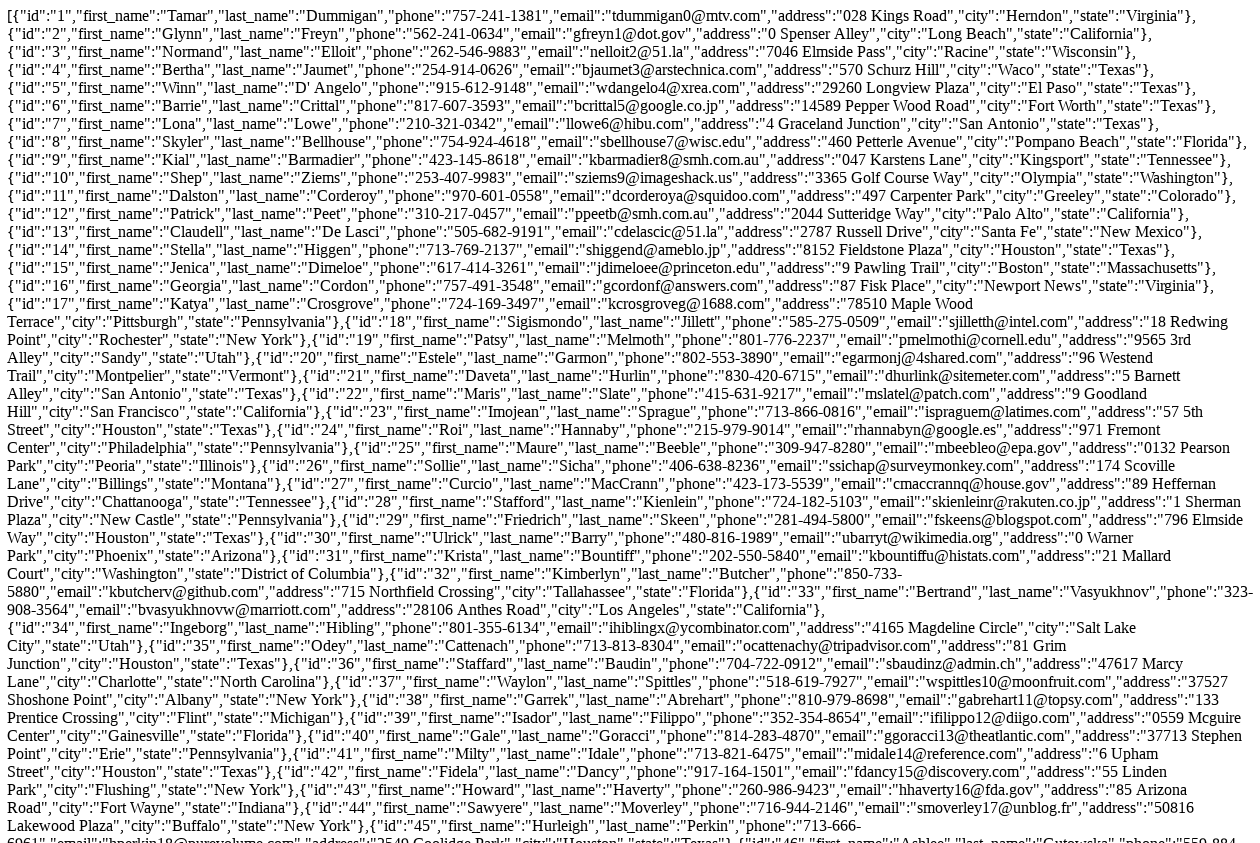 [{"id":"1","first_name":"Tamar","last_name":"Dummigan","phone":"757-241-1381","email":"tdummigan0@mtv.com","address":"028 Kings Road","city":"Herndon","state":"Virginia"},
{"id":"2","first_name":"Glynn","last_name":"Freyn","phone":"562-241-0634","email":"gfreyn1@dot.gov","address":"0 Spenser Alley","city":"Long Beach","state":"California"},
{"id":"3","first_name":"Normand","last_name":"Elloit","phone":"262-546-9883","email":"nelloit2@51.la","address":"7046 Elmside Pass","city":"Racine","state":"Wisconsin"},
{"id":"4","first_name":"Bertha","last_name":"Jaumet","phone":"254-914-0626","email":"bjaumet3@arstechnica.com","address":"570 Schurz Hill","city":"Waco","state":"Texas"},
{"id":"5","first_name":"Winn","last_name":"D' Angelo","phone":"915-612-9148","email":"wdangelo4@xrea.com","address":"29260 Longview Plaza","city":"El Paso","state":"Texas"},
{"id":"6","first_name":"Barrie","last_name":"Crittal","phone":"817-607-3593","email":"bcrittal5@google.co.jp","address":"14589 Pepper Wood Road","city":"Fort Worth","state":"Texas"},
{"id":"7","first_name":"Lona","last_name":"Lowe","phone":"210-321-0342","email":"llowe6@hibu.com","address":"4 Graceland Junction","city":"San Antonio","state":"Texas"},
{"id":"8","first_name":"Skyler","last_name":"Bellhouse","phone":"754-924-4618","email":"sbellhouse7@wisc.edu","address":"460 Petterle Avenue","city":"Pompano Beach","state":"Florida"},
{"id":"9","first_name":"Kial","last_name":"Barmadier","phone":"423-145-8618","email":"kbarmadier8@smh.com.au","address":"047 Karstens Lane","city":"Kingsport","state":"Tennessee"},
{"id":"10","first_name":"Shep","last_name":"Ziems","phone":"253-407-9983","email":"sziems9@imageshack.us","address":"3365 Golf Course Way","city":"Olympia","state":"Washington"},
{"id":"11","first_name":"Dalston","last_name":"Corderoy","phone":"970-601-0558","email":"dcorderoya@squidoo.com","address":"497 Carpenter Park","city":"Greeley","state":"Colorado"},
{"id":"12","first_name":"Patrick","last_name":"Peet","phone":"310-217-0457","email":"ppeetb@smh.com.au","address":"2044 Sutteridge Way","city":"Palo Alto","state":"California"},
{"id":"13","first_name":"Claudell","last_name":"De Lasci","phone":"505-682-9191","email":"cdelascic@51.la","address":"2787 Russell Drive","city":"Santa Fe","state":"New Mexico"},
{"id":"14","first_name":"Stella","last_name":"Higgen","phone":"713-769-2137","email":"shiggend@ameblo.jp","address":"8152 Fieldstone Plaza","city":"Houston","state":"Texas"},
{"id":"15","first_name":"Jenica","last_name":"Dimeloe","phone":"617-414-3261","email":"jdimeloee@princeton.edu","address":"9 Pawling Trail","city":"Boston","state":"Massachusetts"},
{"id":"16","first_name":"Georgia","last_name":"Cordon","phone":"757-491-3548","email":"gcordonf@answers.com","address":"87 Fisk Place","city":"Newport News","state":"Virginia"},
{"id":"17","first_name":"Katya","last_name":"Crosgrove","phone":"724-169-3497","email":"kcrosgroveg@1688.com","address":"78510 Maple Wood
Terrace","city":"Pittsburgh","state":"Pennsylvania"},{"id":"18","first_name":"Sigismondo","last_name":"Jillett","phone":"585-275-0509","email":"sjilletth@intel.com","address":"18 Redwing
Point","city":"Rochester","state":"New York"},{"id":"19","first_name":"Patsy","last_name":"Melmoth","phone":"801-776-2237","email":"pmelmothi@cornell.edu","address":"9565 3rd
Alley","city":"Sandy","state":"Utah"},{"id":"20","first_name":"Estele","last_name":"Garmon","phone":"802-553-3890","email":"egarmonj@4shared.com","address":"96 Westend
Trail","city":"Montpelier","state":"Vermont"},{"id":"21","first_name":"Daveta","last_name":"Hurlin","phone":"830-420-6715","email":"dhurlink@sitemeter.com","address":"5 Barnett
Alley","city":"San Antonio","state":"Texas"},{"id":"22","first_name":"Maris","last_name":"Slate","phone":"415-631-9217","email":"mslatel@patch.com","address":"9 Goodland
Hill","city":"San Francisco","state":"California"},{"id":"23","first_name":"Imojean","last_name":"Sprague","phone":"713-866-0816","email":"ispraguem@latimes.com","address":"57 5th
Street","city":"Houston","state":"Texas"},{"id":"24","first_name":"Roi","last_name":"Hannaby","phone":"215-979-9014","email":"rhannabyn@google.es","address":"971 Fremont
Center","city":"Philadelphia","state":"Pennsylvania"},{"id":"25","first_name":"Maure","last_name":"Beeble","phone":"309-947-8280","email":"mbeebleo@epa.gov","address":"0132 Pearson
Park","city":"Peoria","state":"Illinois"},{"id":"26","first_name":"Sollie","last_name":"Sicha","phone":"406-638-8236","email":"ssichap@surveymonkey.com","address":"174 Scoville
Lane","city":"Billings","state":"Montana"},{"id":"27","first_name":"Curcio","last_name":"MacCrann","phone":"423-173-5539","email":"cmaccrannq@house.gov","address":"89 Heffernan
Drive","city":"Chattanooga","state":"Tennessee"},{"id":"28","first_name":"Stafford","last_name":"Kienlein","phone":"724-182-5103","email":"skienleinr@rakuten.co.jp","address":"1 Sherman
Plaza","city":"New Castle","state":"Pennsylvania"},{"id":"29","first_name":"Friedrich","last_name":"Skeen","phone":"281-494-5800","email":"fskeens@blogspot.com","address":"796 Elmside
Way","city":"Houston","state":"Texas"},{"id":"30","first_name":"Ulrick","last_name":"Barry","phone":"480-816-1989","email":"ubarryt@wikimedia.org","address":"0 Warner
Park","city":"Phoenix","state":"Arizona"},{"id":"31","first_name":"Krista","last_name":"Bountiff","phone":"202-550-5840","email":"kbountiffu@histats.com","address":"21 Mallard
Court","city":"Washington","state":"District of Columbia"},{"id":"32","first_name":"Kimberlyn","last_name":"Butcher","phone":"850-733-
5880","email":"kbutcherv@github.com","address":"715 Northfield Crossing","city":"Tallahassee","state":"Florida"},{"id":"33","first_name":"Bertrand","last_name":"Vasyukhnov","phone":"323-
908-3564","email":"bvasyukhnovw@marriott.com","address":"28106 Anthes Road","city":"Los Angeles","state":"California"},
{"id":"34","first_name":"Ingeborg","last_name":"Hibling","phone":"801-355-6134","email":"ihiblingx@ycombinator.com","address":"4165 Magdeline Circle","city":"Salt Lake
City","state":"Utah"},{"id":"35","first_name":"Odey","last_name":"Cattenach","phone":"713-813-8304","email":"ocattenachy@tripadvisor.com","address":"81 Grim
Junction","city":"Houston","state":"Texas"},{"id":"36","first_name":"Staffard","last_name":"Baudin","phone":"704-722-0912","email":"sbaudinz@admin.ch","address":"47617 Marcy
Lane","city":"Charlotte","state":"North Carolina"},{"id":"37","first_name":"Waylon","last_name":"Spittles","phone":"518-619-7927","email":"wspittles10@moonfruit.com","address":"37527
Shoshone Point","city":"Albany","state":"New York"},{"id":"38","first_name":"Garrek","last_name":"Abrehart","phone":"810-979-8698","email":"gabrehart11@topsy.com","address":"133
Prentice Crossing","city":"Flint","state":"Michigan"},{"id":"39","first_name":"Isador","last_name":"Filippo","phone":"352-354-8654","email":"ifilippo12@diigo.com","address":"0559 Mcguire
Center","city":"Gainesville","state":"Florida"},{"id":"40","first_name":"Gale","last_name":"Goracci","phone":"814-283-4870","email":"ggoracci13@theatlantic.com","address":"37713 Stephen
Point","city":"Erie","state":"Pennsylvania"},{"id":"41","first_name":"Milty","last_name":"Idale","phone":"713-821-6475","email":"midale14@reference.com","address":"6 Upham
Street","city":"Houston","state":"Texas"},{"id":"42","first_name":"Fidela","last_name":"Dancy","phone":"917-164-1501","email":"fdancy15@discovery.com","address":"55 Linden
Park","city":"Flushing","state":"New York"},{"id":"43","first_name":"Howard","last_name":"Haverty","phone":"260-986-9423","email":"hhaverty16@fda.gov","address":"85 Arizona
Road","city":"Fort Wayne","state":"Indiana"},{"id":"44","first_name":"Sawyere","last_name":"Moverley","phone":"716-944-2146","email":"smoverley17@unblog.fr","address":"50816
Lakewood Plaza","city":"Buffalo","state":"New York"},{"id":"45","first_name":"Hurleigh","last_name":"Perkin","phone":"713-666-
6961","email":"hperkin18@purevolume.com","address":"2540 Coolidge Park","city":"Houston","state":"Texas"},{"id":"46","first_name":"Ashlee","last_name":"Gutowska","phone":"559-884-